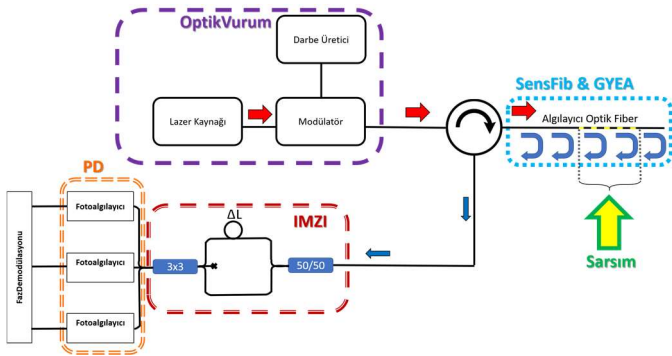 OptikVurum
Darbe Üretici
Lazer Kaynağı
Modülatör
SensFib & GYEA
Algılayıcı Optik Fiber
Sarsım
PD
Fotoalgılayıcı
Fotoalgılayıcı
Fotoalgılayıcı
FazDemodülasyonu
IMZI
ΔL
3x3
50/50